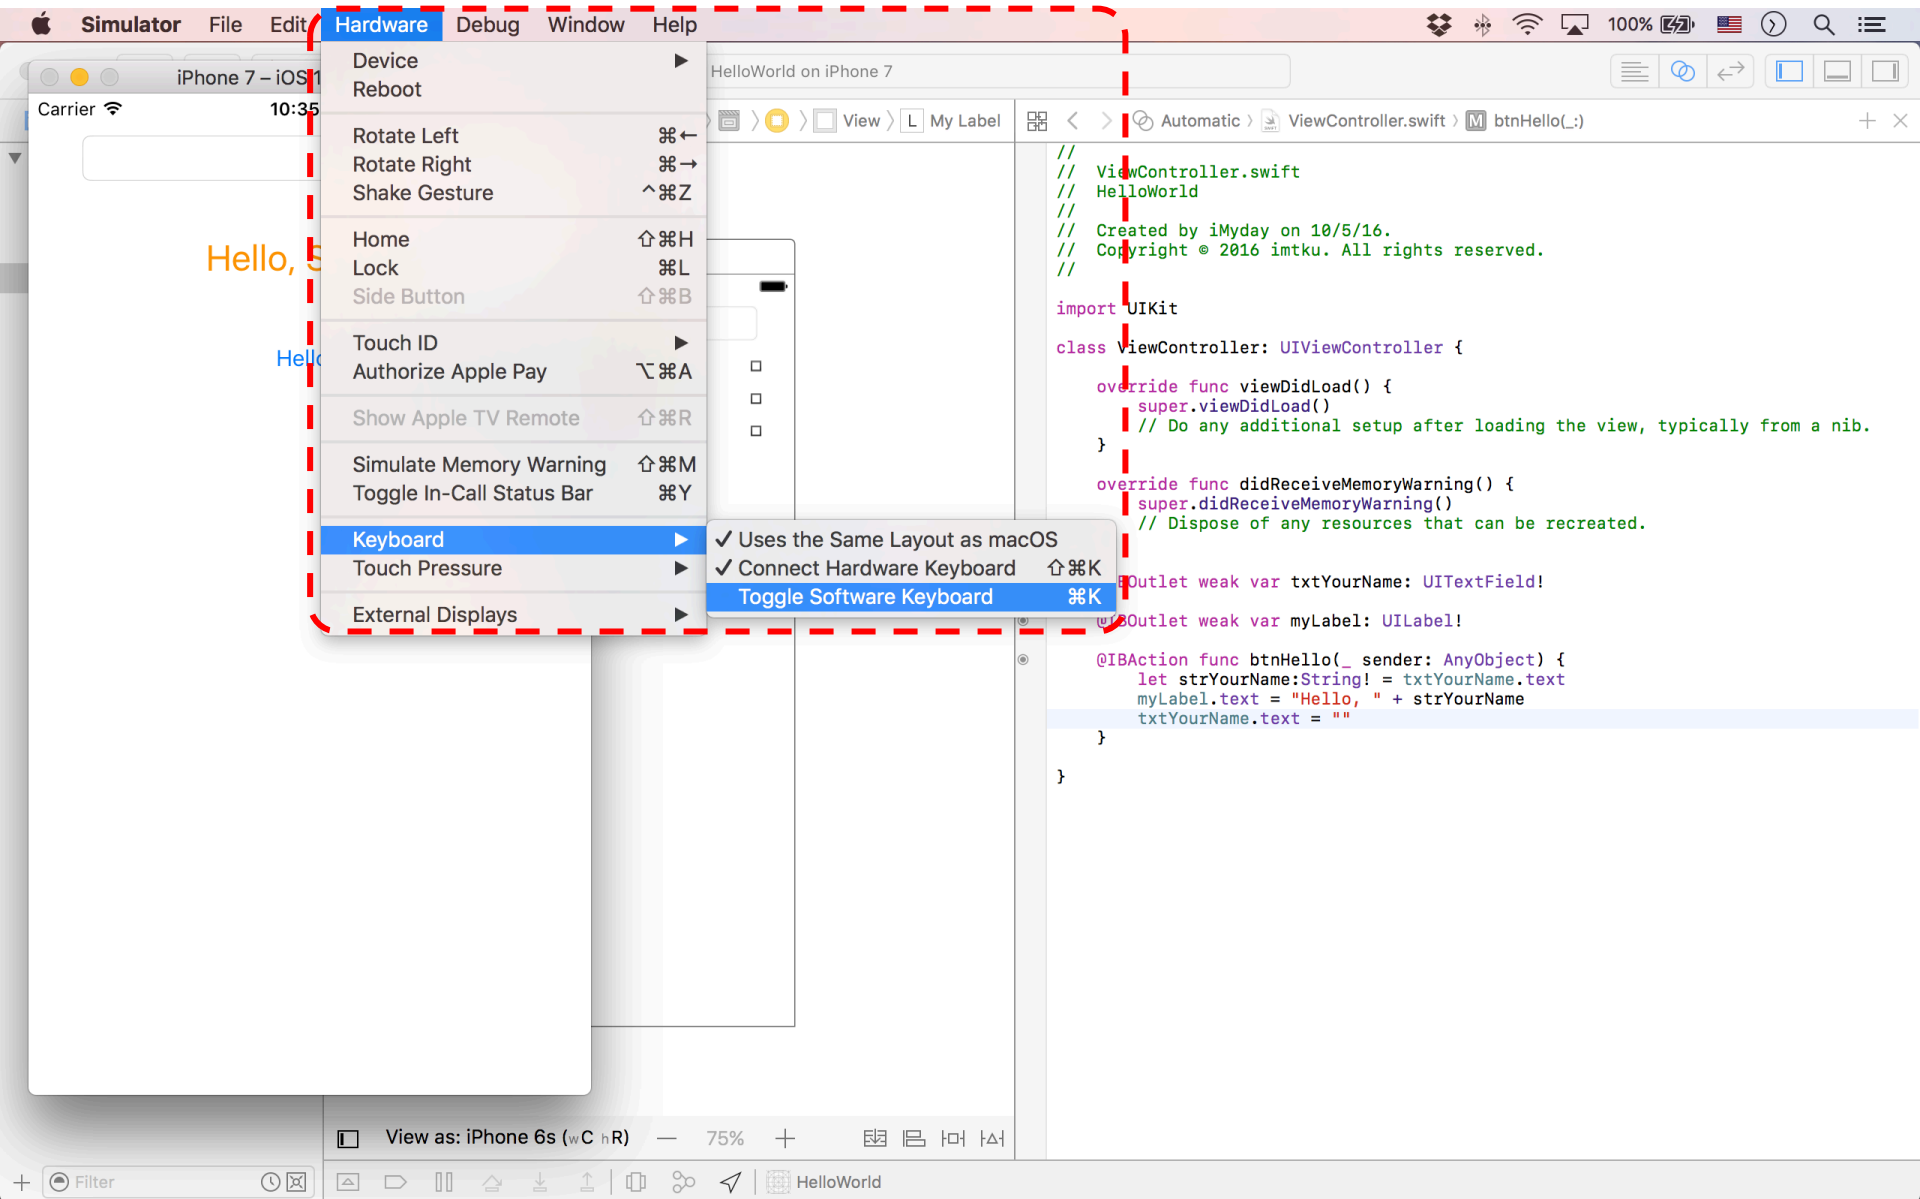 Simulator File Edit Hardware Debug Window Help 100%
iPhone 7 – iOS 1
HelloWorld on iPhone 7
Carrier 10:35
View L My Label
Automatic ViewController.swift M btnHello(_:)
Hello, S
Hello
Device
Reboot
Rotate Left ⌘←
Rotate Right ⌘→
Shake Gesture ^⌘Z
Home ⇧⌘H
Lock ⌘L
Side Button ⇧⌘B
Touch ID
Authorize Apple Pay ⌥⌘A
Show Apple TV Remote ⇧⌘R
Simulate Memory Warning ⇧⌘M
Toggle In-Call Status Bar ⌘Y
Keyboard
Touch Pressure
External Displays
✓ Uses the Same Layout as macOS
✓ Connect Hardware Keyboard ⇧⌘K
Toggle Software Keyboard ⌘K
//
// ViewController.swift
// HelloWorld
//
// Created by iMyday on 10/5/16.
// Copyright © 2016 imtku. All rights reserved.
//
import UIKit
class ViewController: UIViewController {
override func viewDidLoad() {
super.viewDidLoad()
// Do any additional setup after loading the view, typically from a nib.
}
override func didReceiveMemoryWarning() {
super.didReceiveMemoryWarning()
// Dispose of any resources that can be recreated.
Outlet weak var txtYourName: UITextField!
@IBOutlet weak var myLabel: UILabel!
@IBAction func btnHello(_ sender: AnyObject) {
let strYourName:String! = txtYourName.text
myLabel.text = "Hello, " + strYourName
txtYourName.text = ""
}
}
View as: iPhone 6s (wC hR) — 75% +
Filter
HelloWorld